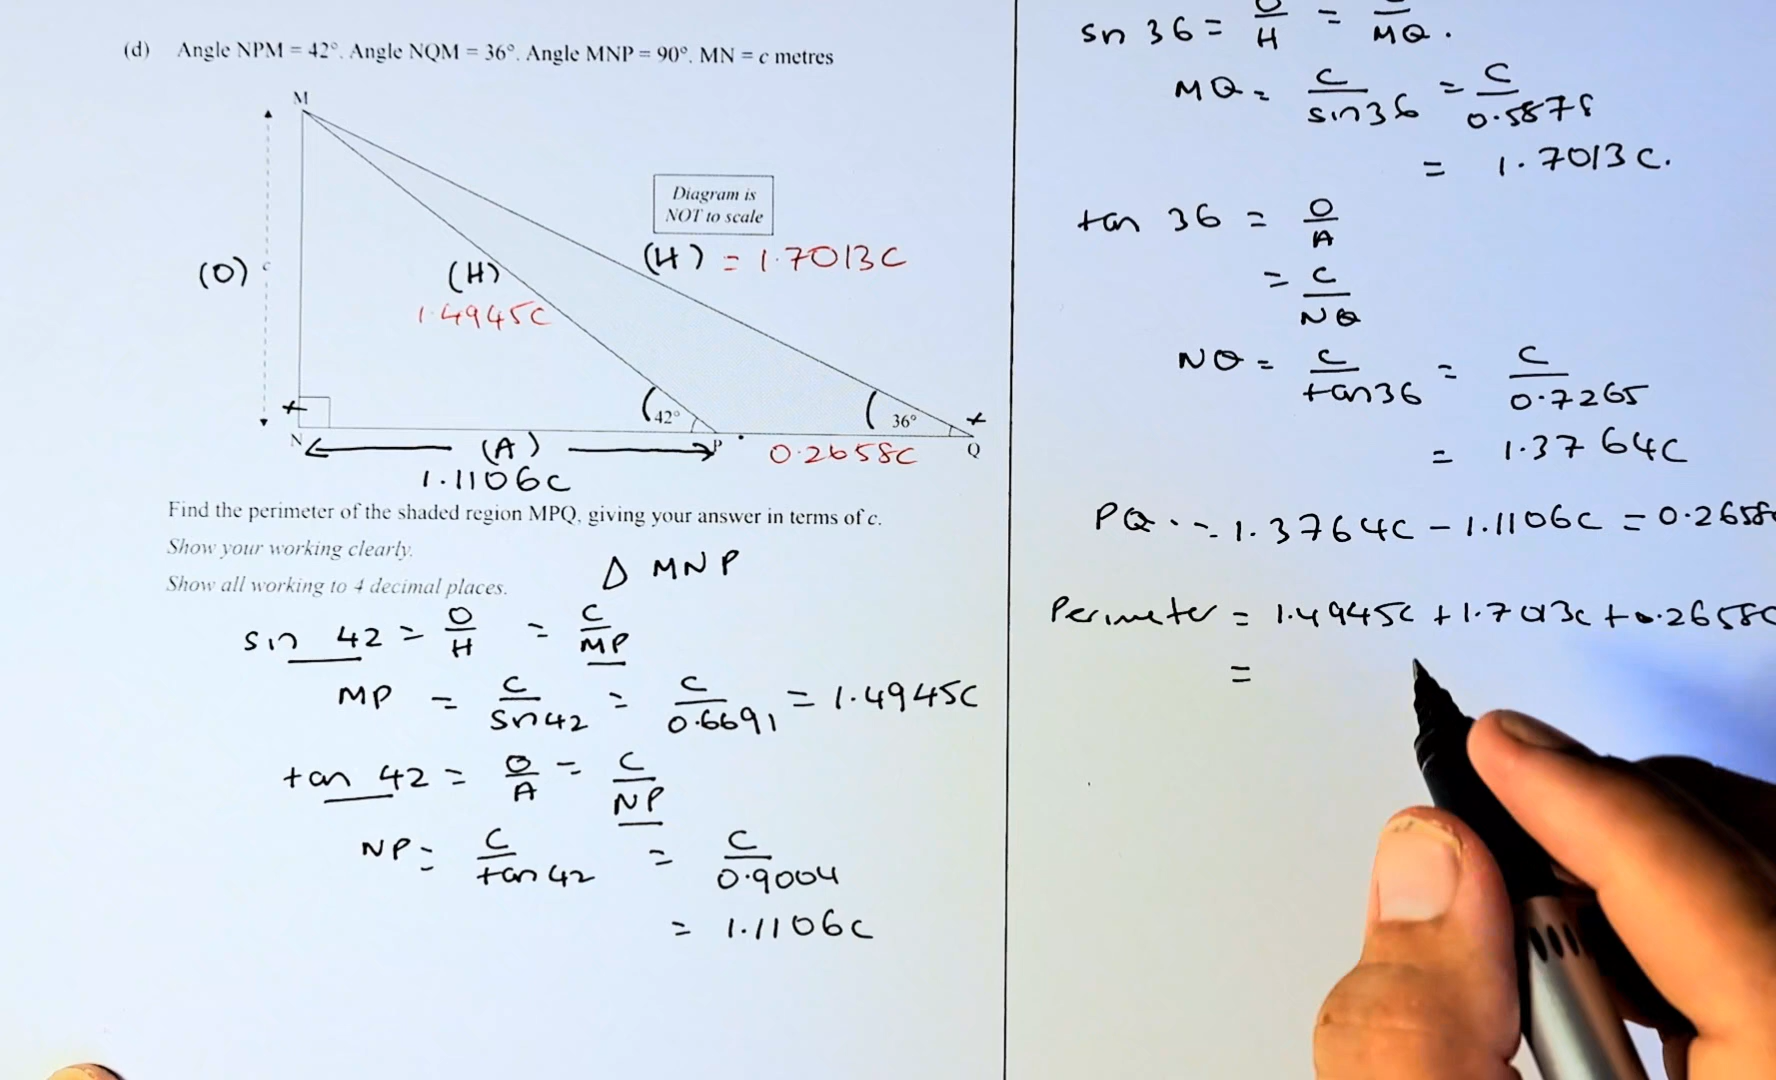 (d) Angle NPM = 42°. Angle NQM = 36°. Angle MNP = 90°. MN = c metres
M
Diagram is
NOT to scale
(O)
c
(H)
1.4945c
(H) = 1.7013c
42°
36°
N
P
Q
(A)
0.2658c
1.1106c
Find the perimeter of the shaded region MPQ, giving your answer in terms of c.
Show your working clearly.
Show all working to 4 decimal places.
Δ MNP
sin 42 = O/H = c/MP
MP = c/sin42 = c/0.6691 = 1.4945c
tan 42 = O/A = c/NP
NP = c/tan 42 = c/0.9004
= 1.1106c
sin 36 = O/H = /MQ.
MQ = c/sin36 = c/0.5878
= 1.7013c.
tan 36 = O/A
= c/NQ
NQ = c/tan36 = c/0.7265
= 1.3764c
PQ = 1.3764c - 1.1106c = 0.2658c
Perimeter = 1.4945c + 1.7013c + 0.2658c
=